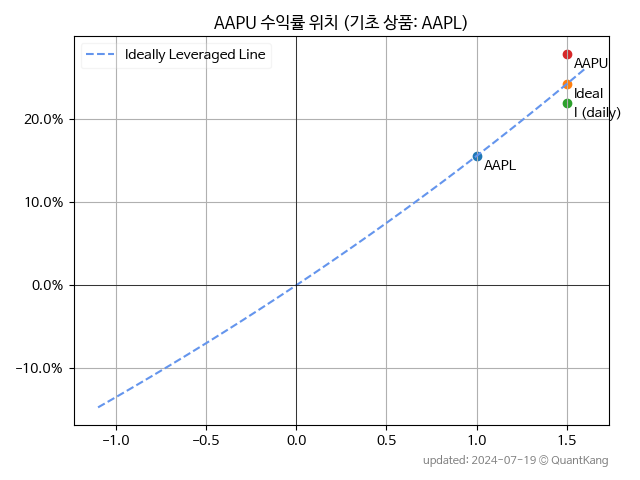 AAPU 수익률 위치 (기초 상품: AAPL)
Ideally Leveraged Line
AAPU
Ideal
I (daily)
AAPL
20.0%
10.0%
0.0%
−10.0%
−1.0 −0.5 0.0 0.5 1.0 1.5
updated: 2024-07-19 © QuantKang